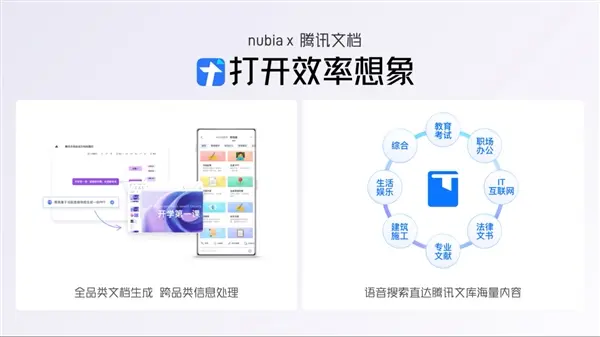 nubia x 腾讯文档
打开效率想象
开学第一课
全品类文档生成 跨品类信息处理
教育
考试
职场
办公
IT
互联网
法律
文书
专业
文献
建筑
施工
生活
娱乐
综合
语音搜索直达腾讯文库海量内容